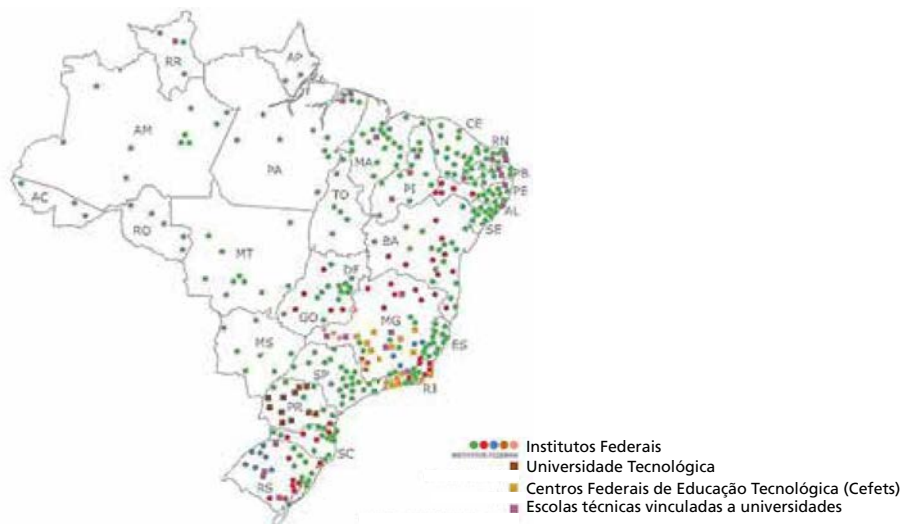 RR
AP
AM
PA
MA
CE
RN
PB
PE
AL
SE
PI
TO
AC
RO
MT
BA
DF
GO
MG
ES
MS
SP
RJ
PR
SC
RS
Institutos Federais
INSTITUTOS FEDERAIS
Universidade Tecnológica
Centros Federais de Educação Tecnológica (Cefets)
Escolas técnicas vinculadas a universidades